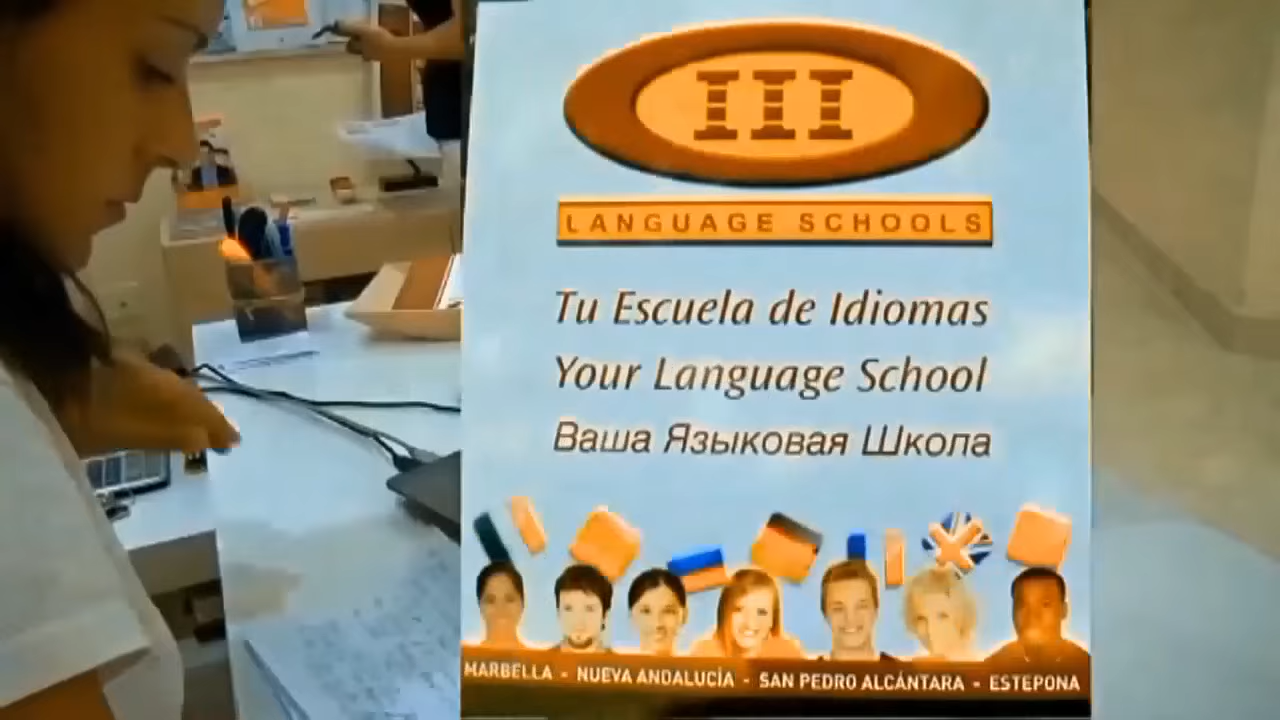 III
LANGUAGE SCHOOLS
Tu Escuela de Idiomas
Your Language School
Ваша Языковая Школа
MARBELLA - NUEVA ANDALUCÍA - SAN PEDRO ALCÁNTARA - ESTEPONA